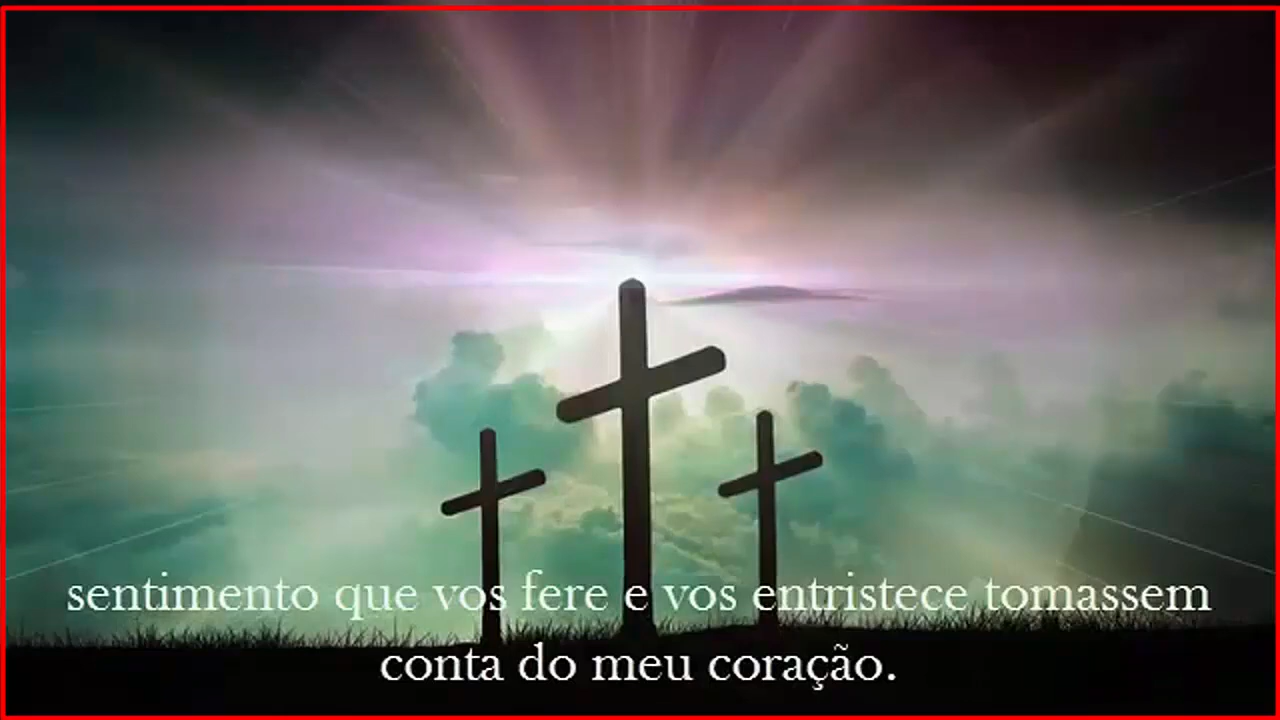 sentimento que vos fere e vos entristece tomassem
conta do meu coração.